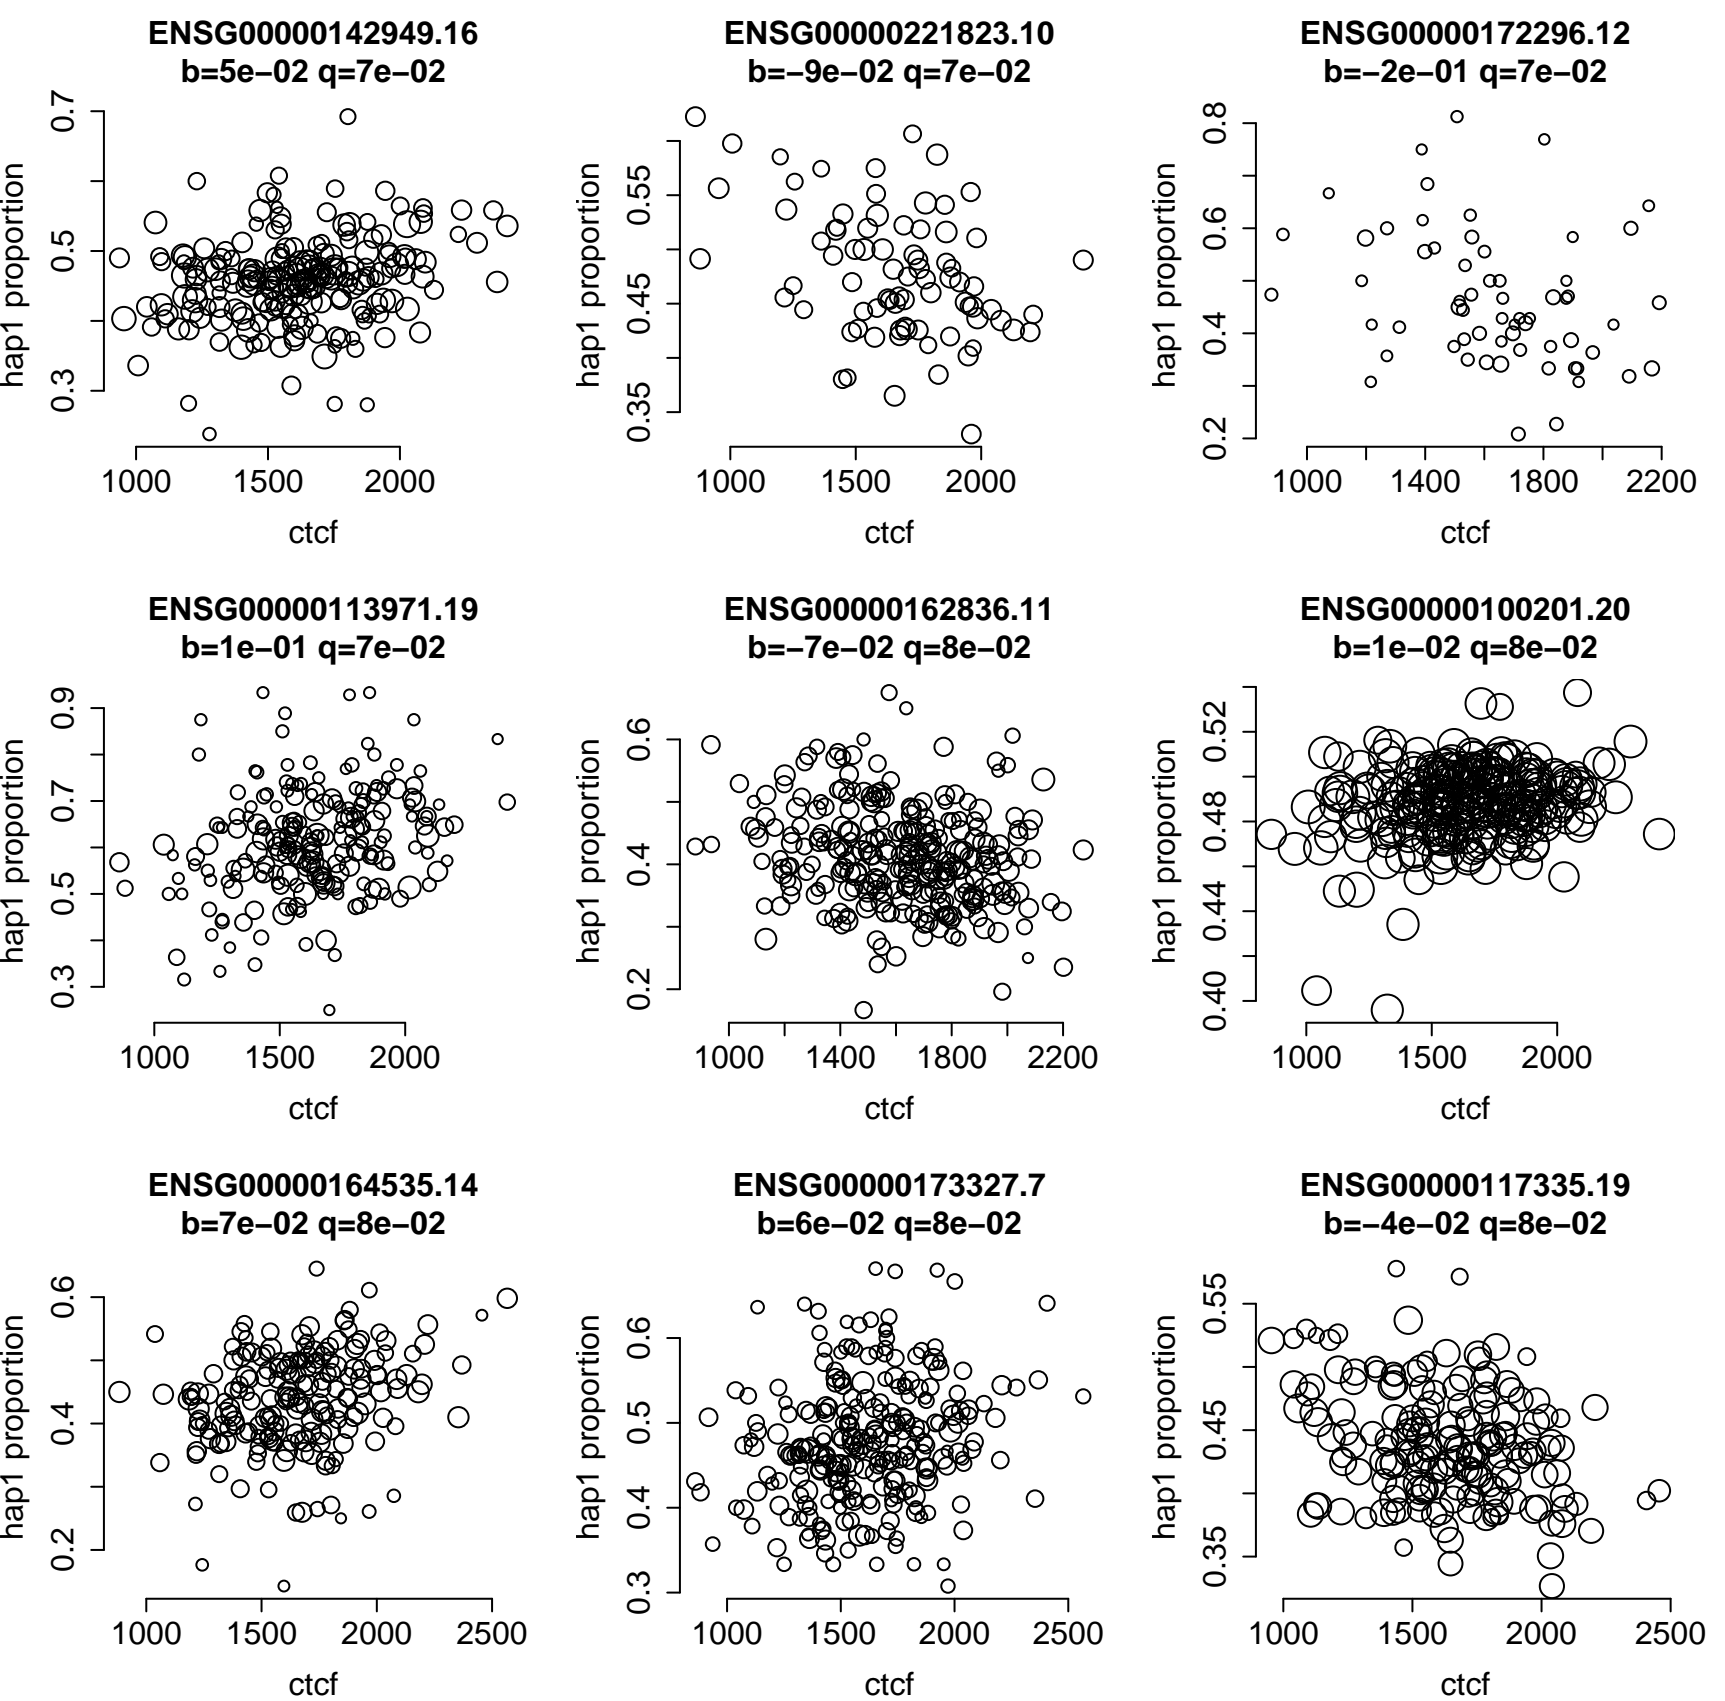 ENSG00000142949.16
b=5e−02 q=7e−02
hap1 proportion
0.3 0.5 0.7
1000 1500 2000
ctcf
ENSG00000221823.10
b=−9e−02 q=7e−02
hap1 proportion
0.35 0.45 0.55
1000 1500 2000
ctcf
ENSG00000172296.12
b=−2e−01 q=7e−02
hap1 proportion
0.2 0.4 0.6 0.8
1000 1400 1800 2200
ctcf
ENSG00000113971.19
b=1e−01 q=7e−02
hap1 proportion
0.3 0.5 0.7 0.9
1000 1500 2000
ctcf
ENSG00000162836.11
b=−7e−02 q=8e−02
hap1 proportion
0.2 0.4 0.6
1000 1400 1800 2200
ctcf
ENSG00000100201.20
b=1e−02 q=8e−02
hap1 proportion
0.40 0.44 0.48 0.52
1000 1500 2000
ctcf
ENSG00000164535.14
b=7e−02 q=8e−02
hap1 proportion
0.2 0.4 0.6
1000 1500 2000 2500
ctcf
ENSG00000173327.7
b=6e−02 q=8e−02
hap1 proportion
0.3 0.4 0.5 0.6
1000 1500 2000 2500
ctcf
ENSG00000117335.19
b=−4e−02 q=8e−02
hap1 proportion
0.35 0.45 0.55
1000 1500 2000 2500
ctcf